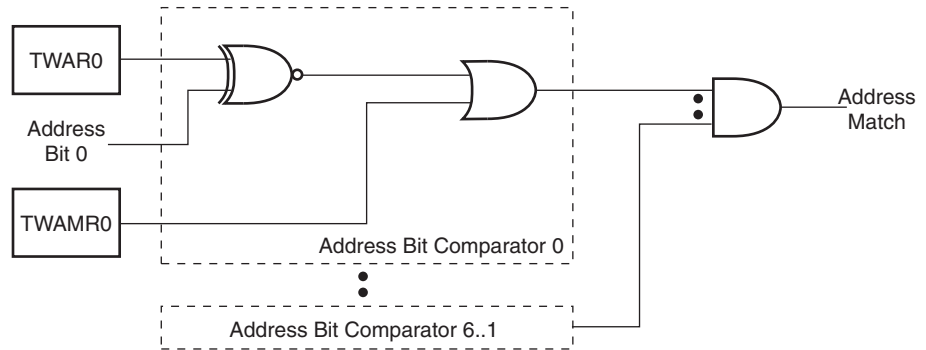 TWAR0
Address
Bit 0
TWAMR0
Address Bit Comparator 0
Address Bit Comparator 6..1
Address
Match